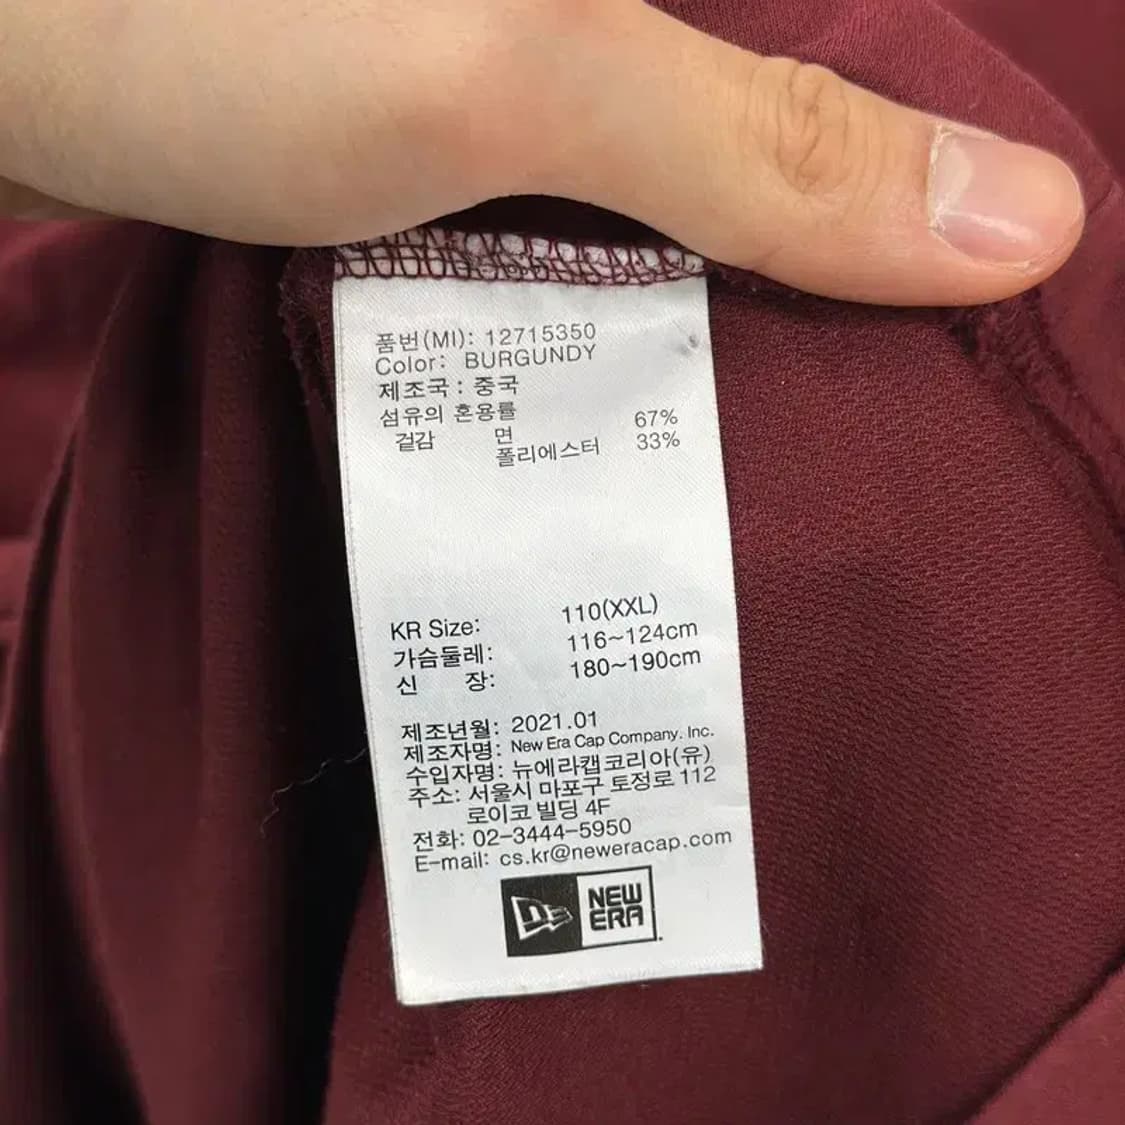 품번(MI): 12715350
Color: BURGUNDY
제조국 : 중국
섬유의 혼용률
겉감 면 67%
폴리에스터 33%
KR Size: 110(XXL)
가슴둘레: 116~124cm
신 장: 180~190cm
제조년월: 2021.01
제조자명: New Era Cap Company. Inc.
수입자명: 뉴에라캡코리아(유)
주소: 서울시 마포구 토정로 112
로이코 빌딩 4F
전화: 02-3444-5950
E-mail: cs.kr@neweracap.com
NEW
ERA